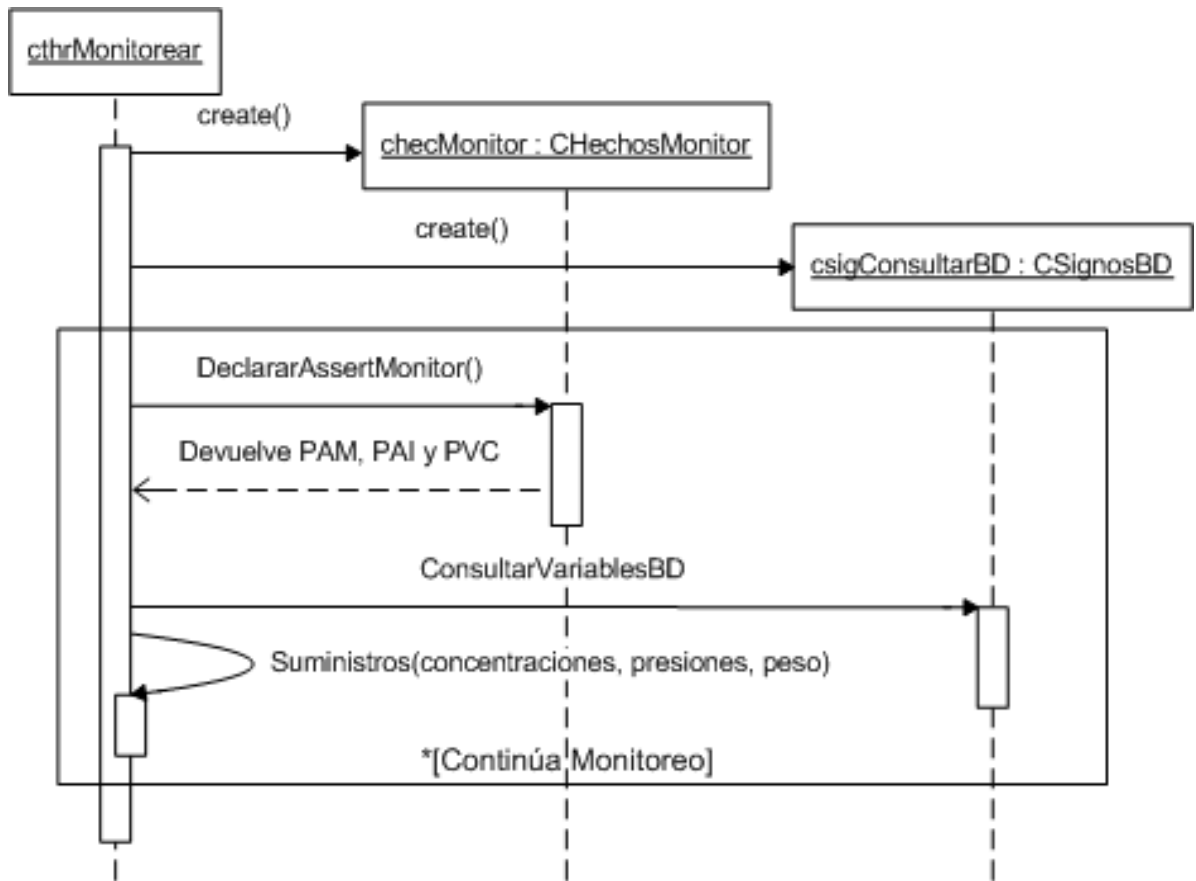 cthrMonitorear
create()
checMonitor : CHechosMonitor
create()
csigConsultarBD : CSignosBD
DeclararAssertMonitor()
Devuelve PAM, PAI y PVC
ConsultarVariablesBD
Suministros(concentraciones, presiones, peso)
*[Continúa Monitoreo]